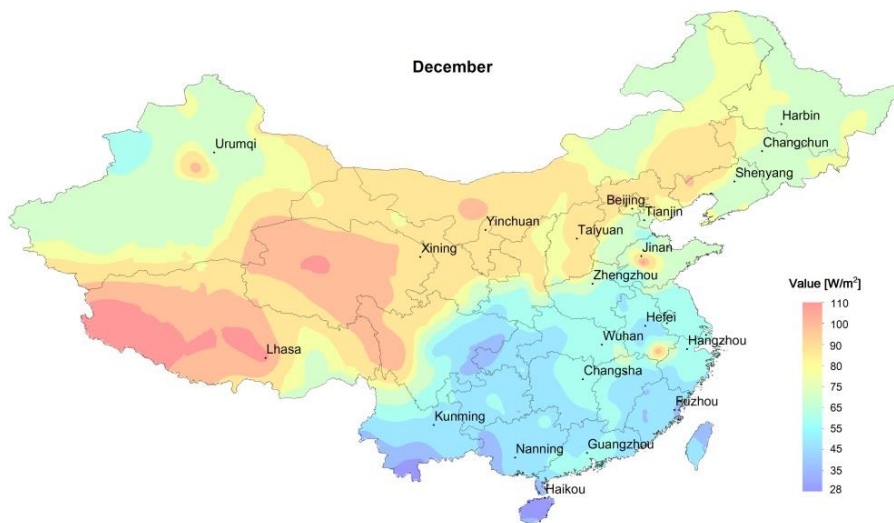 December
Harbin
Urumqi
Changchun
Shenyang
Beijing
Tianjin
Yinchuan
Taiyuan
Xining
Jinan
Zhengzhou
Value [W/m²]
110
100
90
80
65
55
45
35
28
Hefei
Wuhan
Hangzhou
Lhasa
Changsha
Fuzhou
Kunming
Nanning
Guangzhou
Haikou